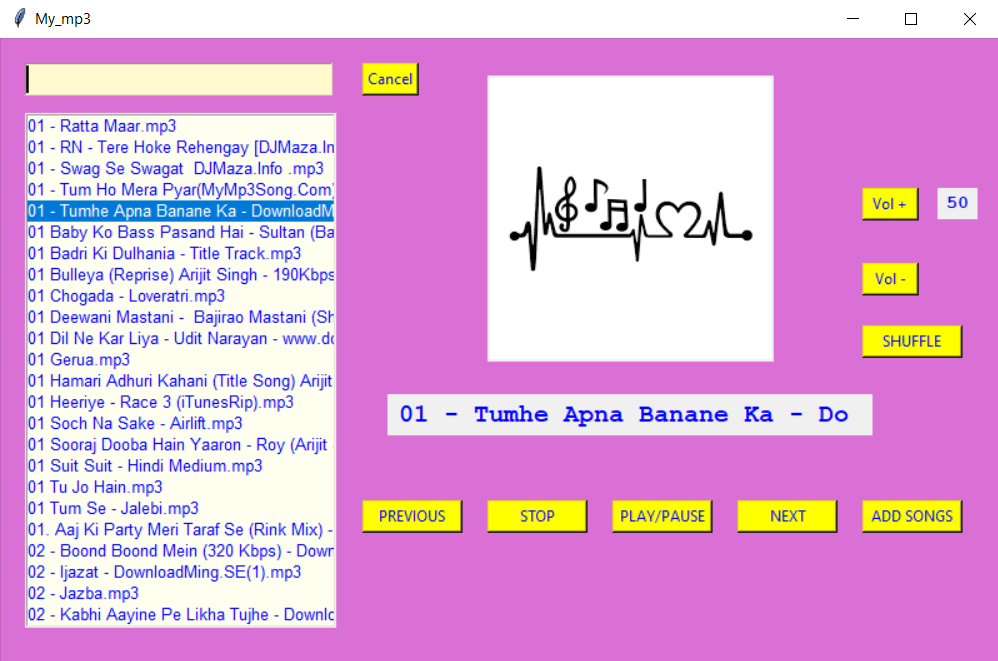 My_mp3
Cancel
01 - Ratta Maar.mp3
01 - RN - Tere Hoke Rehengay [DJMaza.In
01 - Swag Se Swagat  DJMaza.Info .mp3
01 - Tum Ho Mera Pyar(MyMp3Song.Com)
01 - Tumhe Apna Banane Ka - DownloadM
01 Baby Ko Bass Pasand Hai - Sultan (Ba
01 Badri Ki Dulhania - Title Track.mp3
01 Bulleya (Reprise) Arijit Singh - 190Kbps
01 Chogada - Loveratri.mp3
01 Deewani Mastani -  Bajirao Mastani (Sh
01 Dil Ne Kar Liya - Udit Narayan - www.do
01 Gerua.mp3
01 Hamari Adhuri Kahani (Title Song) Arijit
01 Heeriye - Race 3 (iTunesRip).mp3
01 Soch Na Sake - Airlift.mp3
01 Sooraj Dooba Hain Yaaron - Roy (Arijit
01 Suit Suit - Hindi Medium.mp3
01 Tu Jo Hain.mp3
01 Tum Se - Jalebi.mp3
01. Aaj Ki Party Meri Taraf Se (Rink Mix) -
02 - Boond Boond Mein (320 Kbps) - Down
02 - Ijazat - DownloadMing.SE(1).mp3
02 - Jazba.mp3
02 - Kabhi Aayine Pe Likha Tujhe - Downlo
Vol +
50
Vol -
SHUFFLE
01 - Tumhe Apna Banane Ka - Do
PREVIOUS
STOP
PLAY/PAUSE
NEXT
ADD SONGS